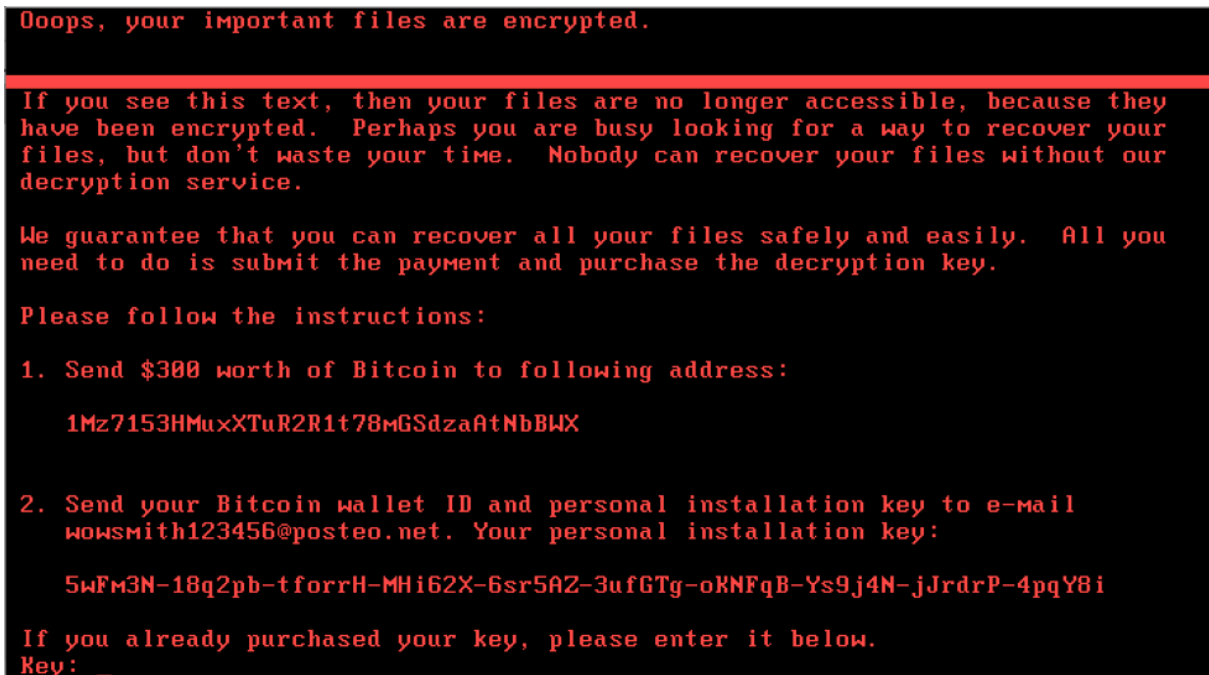 Ooops, your important files are encrypted.
If you see this text, then your files are no longer accessible, because they
have been encrypted.  Perhaps you are busy looking for a way to recover your
files, but don't waste your time.  Nobody can recover your files without our
decryption service.
We guarantee that you can recover all your files safely and easily.  All you
need to do is submit the payment and purchase the decryption key.
Please follow the instructions:
1. Send $300 worth of Bitcoin to following address:
1Mz7153HMuxXTuR2R1t78mGSdzaAtNbBWX
2. Send your Bitcoin wallet ID and personal installation key to e-mail
wowsmith123456@posteo.net. Your personal installation key:
5wFm3N-18q2pb-tforrH-MHi62X-6sr5AZ-3ufGTg-oKNFqB-Ys9j4N-jJrdrP-4pqY8i
If you already purchased your key, please enter it below.
Key: _